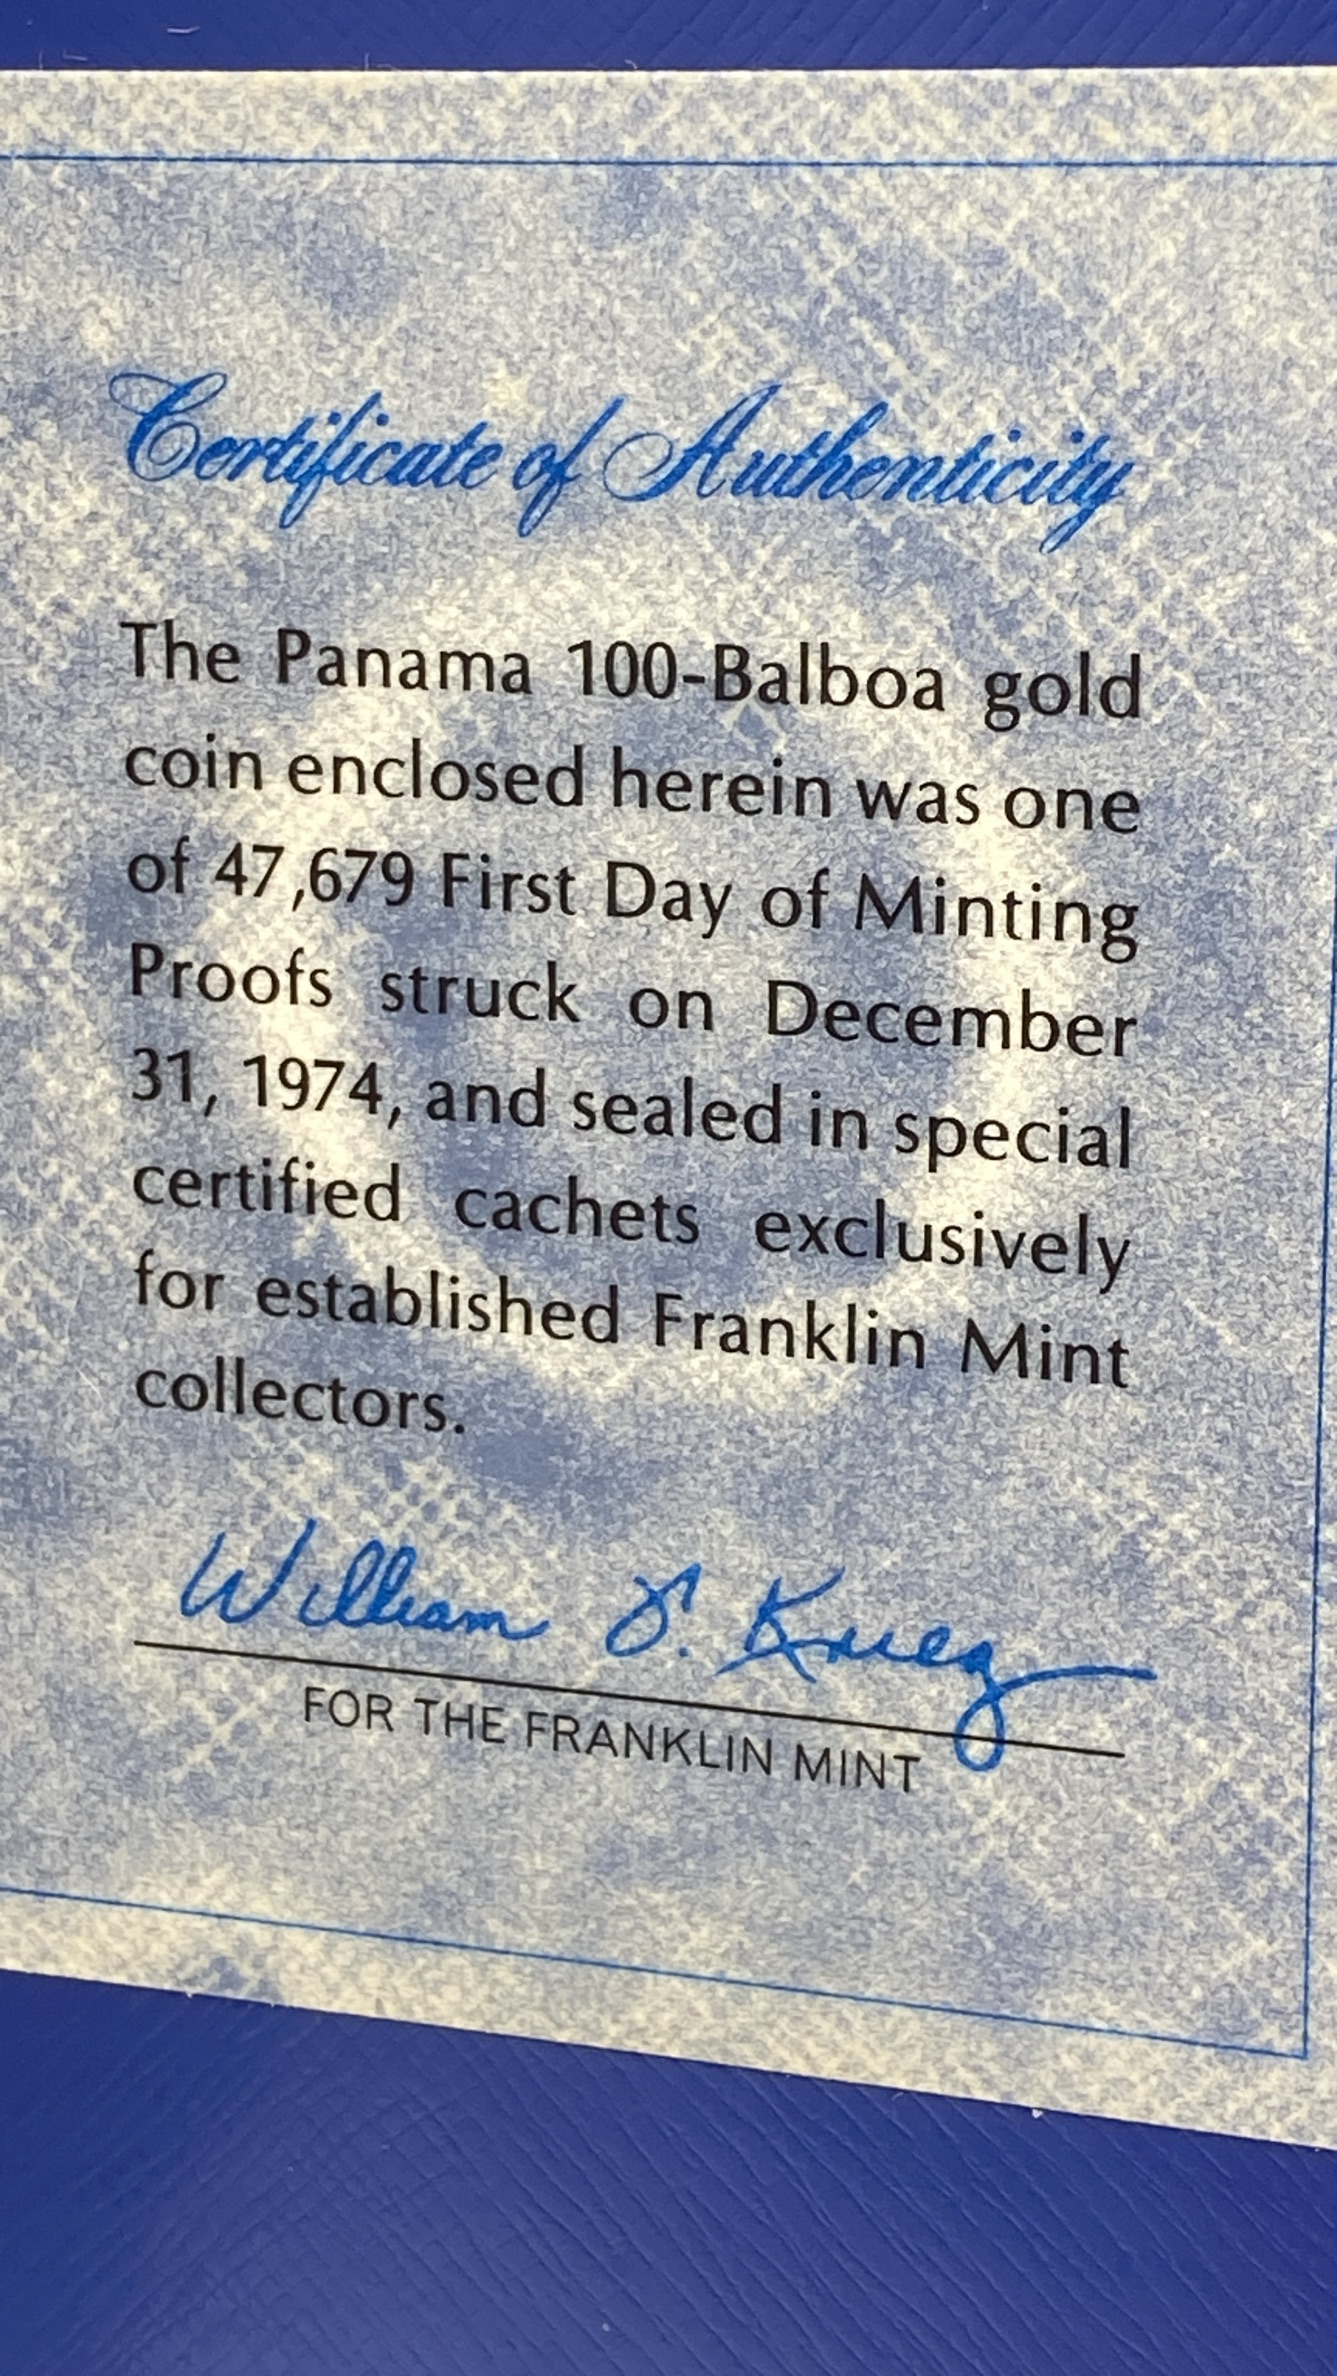 Certificate of Authenticity
The Panama 100-Balboa gold
coin enclosed herein was one
of 47,679 First Day of Minting
Proofs struck on December
31, 1974, and sealed in special
certified cachets exclusively
for established Franklin Mint
collectors.
William S. Krieg
FOR THE FRANKLIN MINT